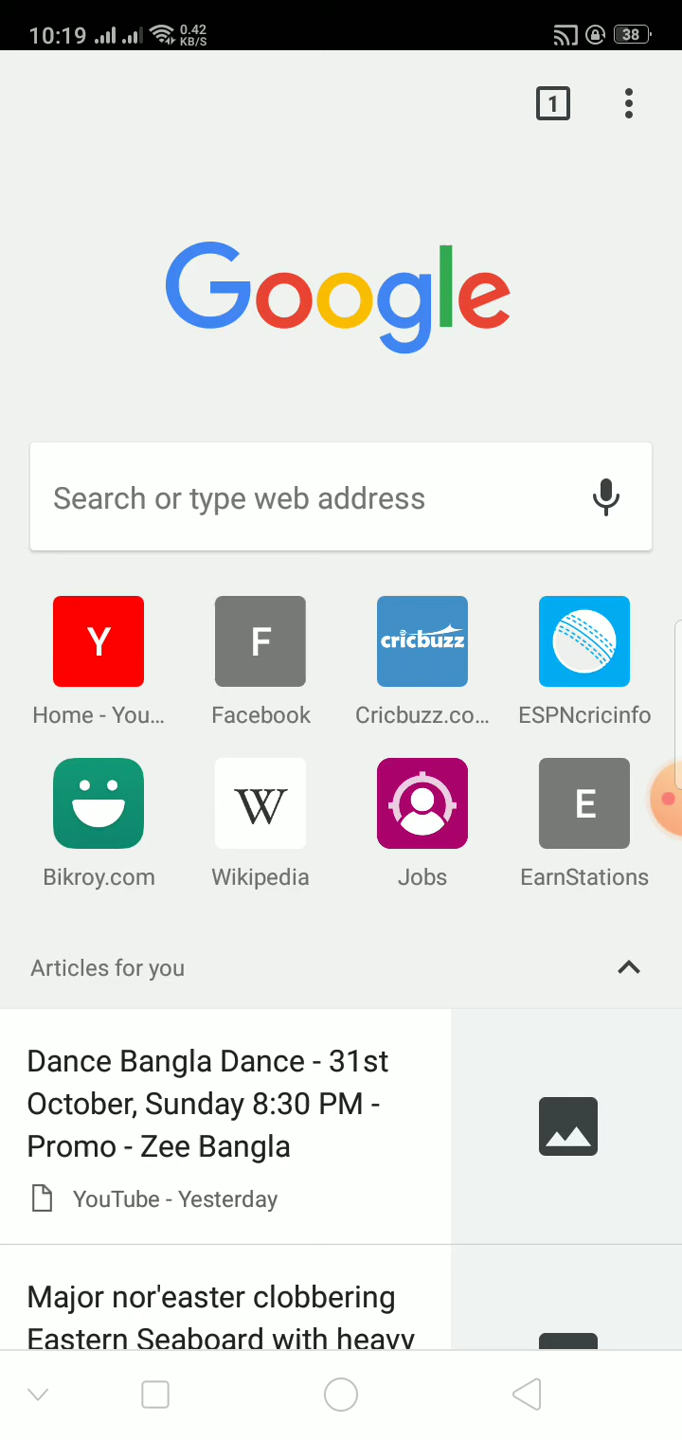 10:19 0.42 KB/S 38
1
Google
Search or type web address
Y F cricbuzz
Home - You... Facebook Cricbuzz.co... ESPNcricinfo
W E
Bikroy.com Wikipedia Jobs EarnStations
Articles for you
Dance Bangla Dance - 31st
October, Sunday 8:30 PM -
Promo - Zee Bangla
YouTube - Yesterday
Major nor'easter clobbering
Eastern Seaboard with heavy